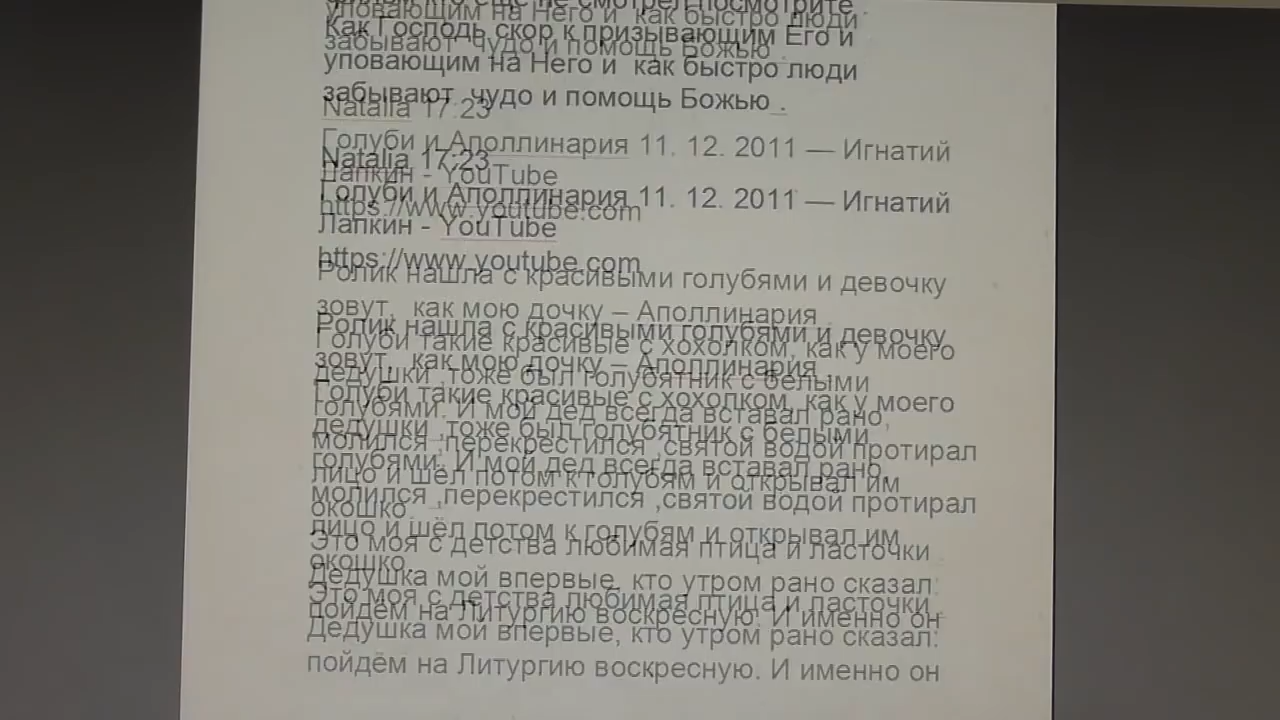 смотрел посмотрите
Как Господь скор к призывающим Его и
уповающим на Него и как быстро люди
забывают чудо и помощь Божью .
Natalia 17:23
Голуби и Аполлинария 11. 12. 2011 — Игнатий
Лапкин - YouTube
https://www.youtube.com
Ролик нашла с красивыми голубями и девочку
зовут, как мою дочку – Аполлинария .
Голуби такие красивые с хохолком, как у моего
дедушки ,тоже был голубятник с белыми
голубями. И мой дед всегда вставал рано,
молился ,перекрестился ,святой водой протирал
лицо и шёл потом к голубям и открывал им
окошко.
Это моя с детства любимая птица и ласточки
Дедушка мой впервые, кто утром рано сказал:
пойдём на Литургию воскресную. И именно он